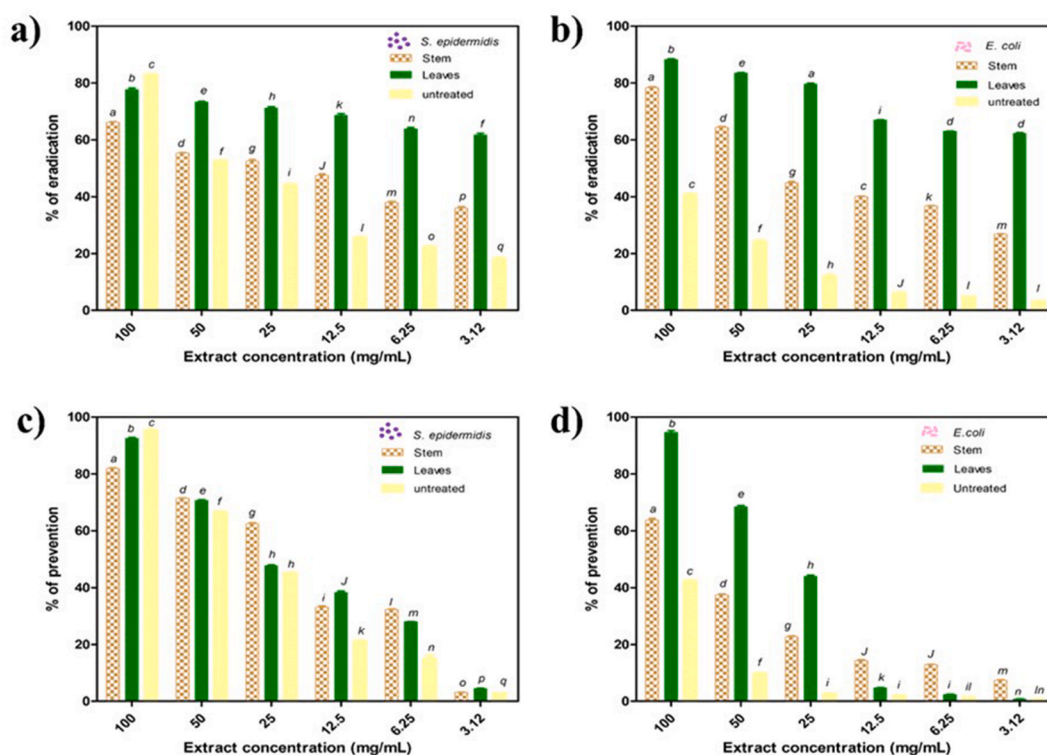 a)
S. epidermidis
Stem
Leaves
untreated
% of eradication
100
80
60
40
20
0
a b c
d e f
g h i
J k l
m n o
p f q
100 50 25 12.5 6.25 3.12
Extract concentration (mg/mL)
b)
E. coli
Stem
Leaves
untreated
% of eradication
100
80
60
40
20
0
a b c
d e f
g a h
c i J
k d l
m d l
100 50 25 12.5 6.25 3.12
Extract concentration (mg/mL)
c)
S. epidermidis
Stem
Leaves
untreated
% of prevention
100
80
60
40
20
0
a b c
d e f
g h h
i J k
l m n
o p q
100 50 25 12.5 6.25 3.12
Extract concentration (mg/mL)
d)
E.coli
Stem
Leaves
Untreated
% of prevention
100
80
60
40
20
0
a b c
d e f
g h i
J k i
J i il
m n ln
100 50 25 12.5 6.25 3.12
Extract concentration (mg/mL)